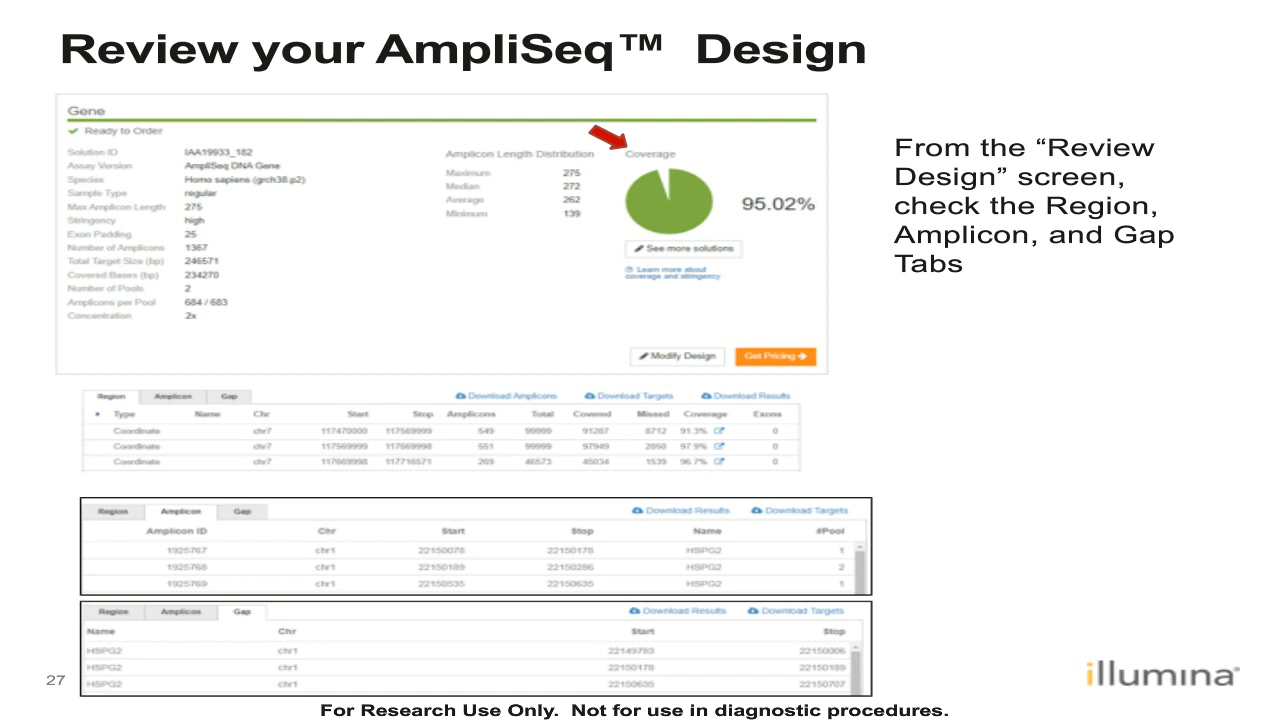 Review your AmpliSeq™ Design
Gene
Ready to Order
Solution ID IAA19933_182
Assay Version AmpliSeq DNA Gene
Species Homo sapiens (grch38.p2)
Sample Type regular
Max Amplicon Length 275
Stringency high
Exon Padding 25
Number of Amplicons 1367
Total Target Size (bp) 246571
Covered Bases (bp) 234270
Number of Pools 2
Amplicons per Pool 684 / 683
Concentration 2x
Amplicon Length Distribution
Maximum 275
Median 272
Average 262
Minimum 139
Coverage
95.02%
See more solutions
Learn more about
coverage and stringency
Modify Design
Get Pricing
From the “Review
Design” screen,
check the Region,
Amplicon, and Gap
Tabs
Region Amplicon Gap Download Amplicons Download Targets Download Results
Type Name Chr Start Stop Amplicons Total Covered Missed Coverage Exons
Coordinate chr7 117470000 117569999 549 99999 91287 8712 91.3% 0
Coordinate chr7 117569999 117669998 551 99999 97949 2050 97.9% 0
Coordinate chr7 117669998 117716571 269 46573 45034 1539 96.7% 0
Region Amplicon Gap Download Results Download Targets
Amplicon ID Chr Start Stop Name #Pool
1925767 chr1 22150078 22150178 HSPG2 1
1925768 chr1 22150189 22150286 HSPG2 2
1925769 chr1 22150535 22150635 HSPG2 1
Region Amplicon Gap Download Results Download Targets
Name Chr Start Stop
HSPG2 chr1 22149783 22150006
HSPG2 chr1 22150178 22150189
HSPG2 chr1 22150635 22150707
27
illumina®
For Research Use Only. Not for use in diagnostic procedures.